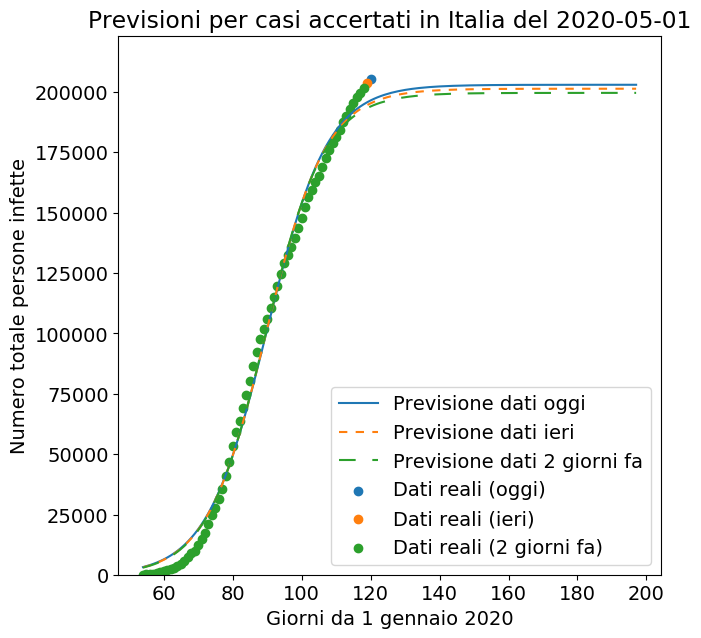 Previsioni per casi accertati in Italia del 2020-05-01
Numero totale persone infette
200000
175000
150000
125000
100000
75000
50000
25000
0
60
80
100
120
140
160
180
200
Giorni da 1 gennaio 2020
Previsione dati oggi
Previsione dati ieri
Previsione dati 2 giorni fa
Dati reali (oggi)
Dati reali (ieri)
Dati reali (2 giorni fa)